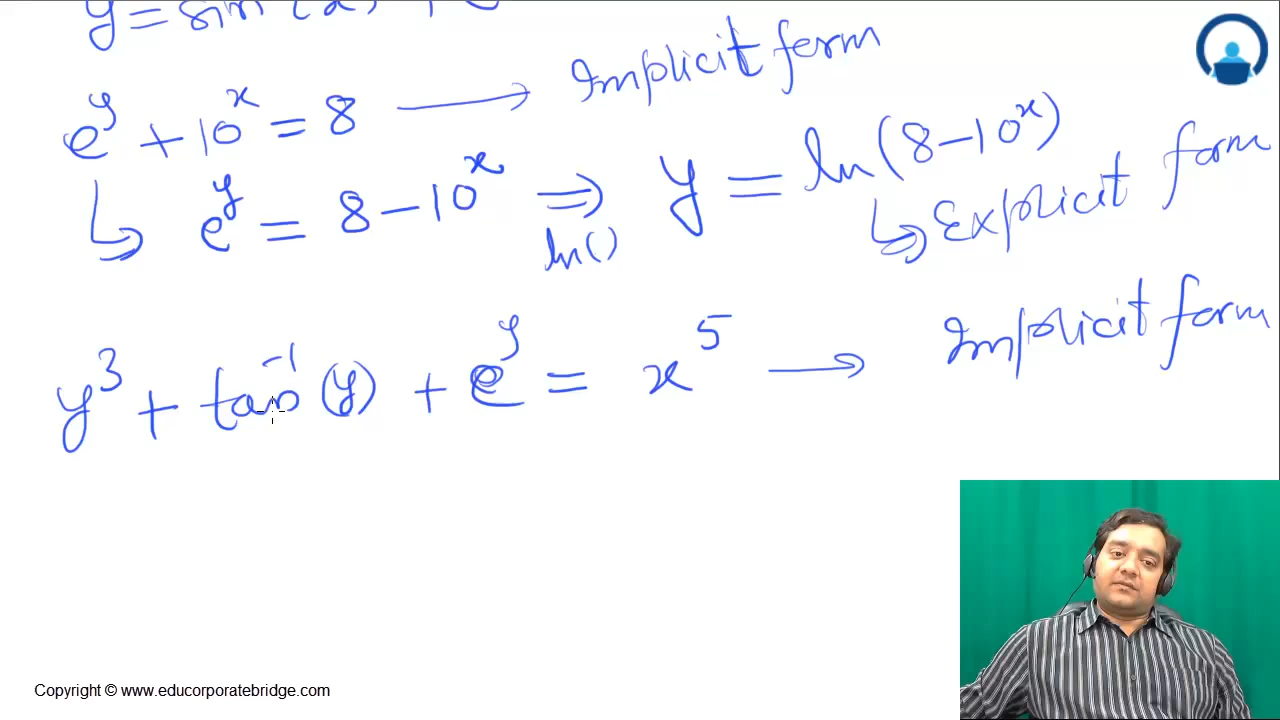 y = sin
e^y + 10^x = 8 → Implicit form
↳ e^y = 8 − 10^x ⇒ ln() y = ln(8 − 10^x)
↳ Explicit form
y^3 + tan^-1(y) + e^y = x^5 → Implicit form
Copyright © www.educorporatebridge.com